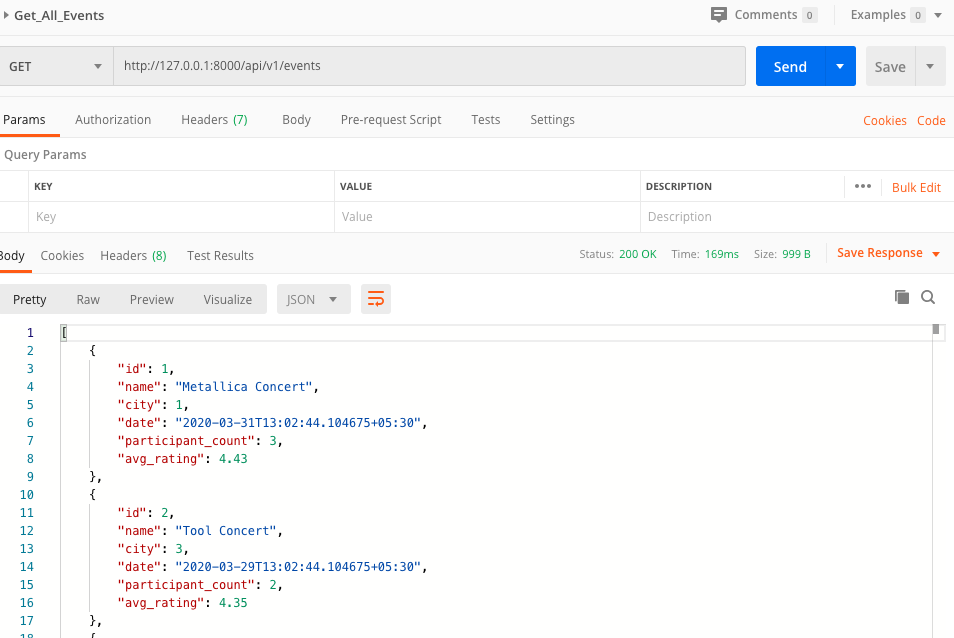 Get_All_Events Comments 0 Examples 0
GET http://127.0.0.1:8000/api/v1/events Send Save
Params Authorization Headers (7) Body Pre-request Script Tests Settings Cookies Code
Query Params
KEY VALUE DESCRIPTION ••• Bulk Edit
Key Value Description
Body Cookies Headers (8) Test Results Status: 200 OK Time: 169ms Size: 999 B Save Response
Pretty Raw Preview Visualize JSON
1 [
2 {
3 "id": 1,
4 "name": "Metallica Concert",
5 "city": 1,
6 "date": "2020-03-31T13:02:44.104675+05:30",
7 "participant_count": 3,
8 "avg_rating": 4.43
9 },
10 {
11 "id": 2,
12 "name": "Tool Concert",
13 "city": 3,
14 "date": "2020-03-29T13:02:44.104675+05:30",
15 "participant_count": 2,
16 "avg_rating": 4.35
17 },
18 {